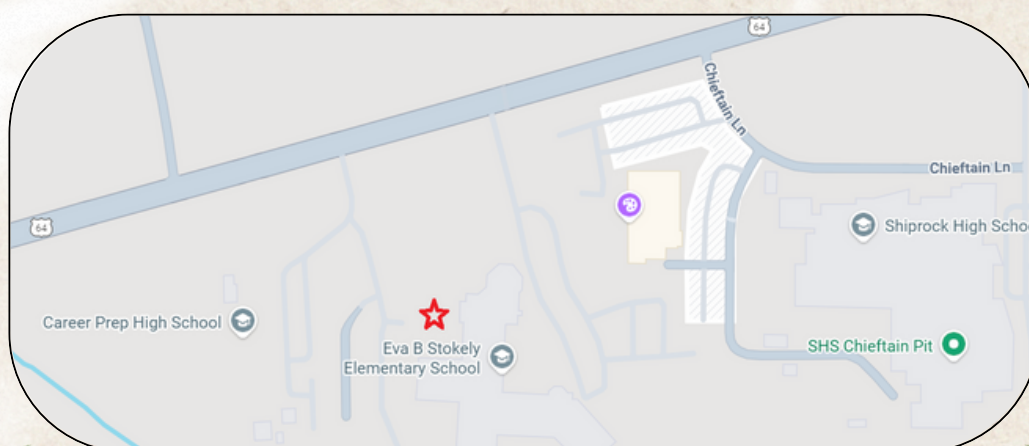 64
Chieftain Ln
Chieftain Ln
64
Shiprock High Schoo
Career Prep High School
Eva B Stokely
Elementary School
SHS Chieftain Pit